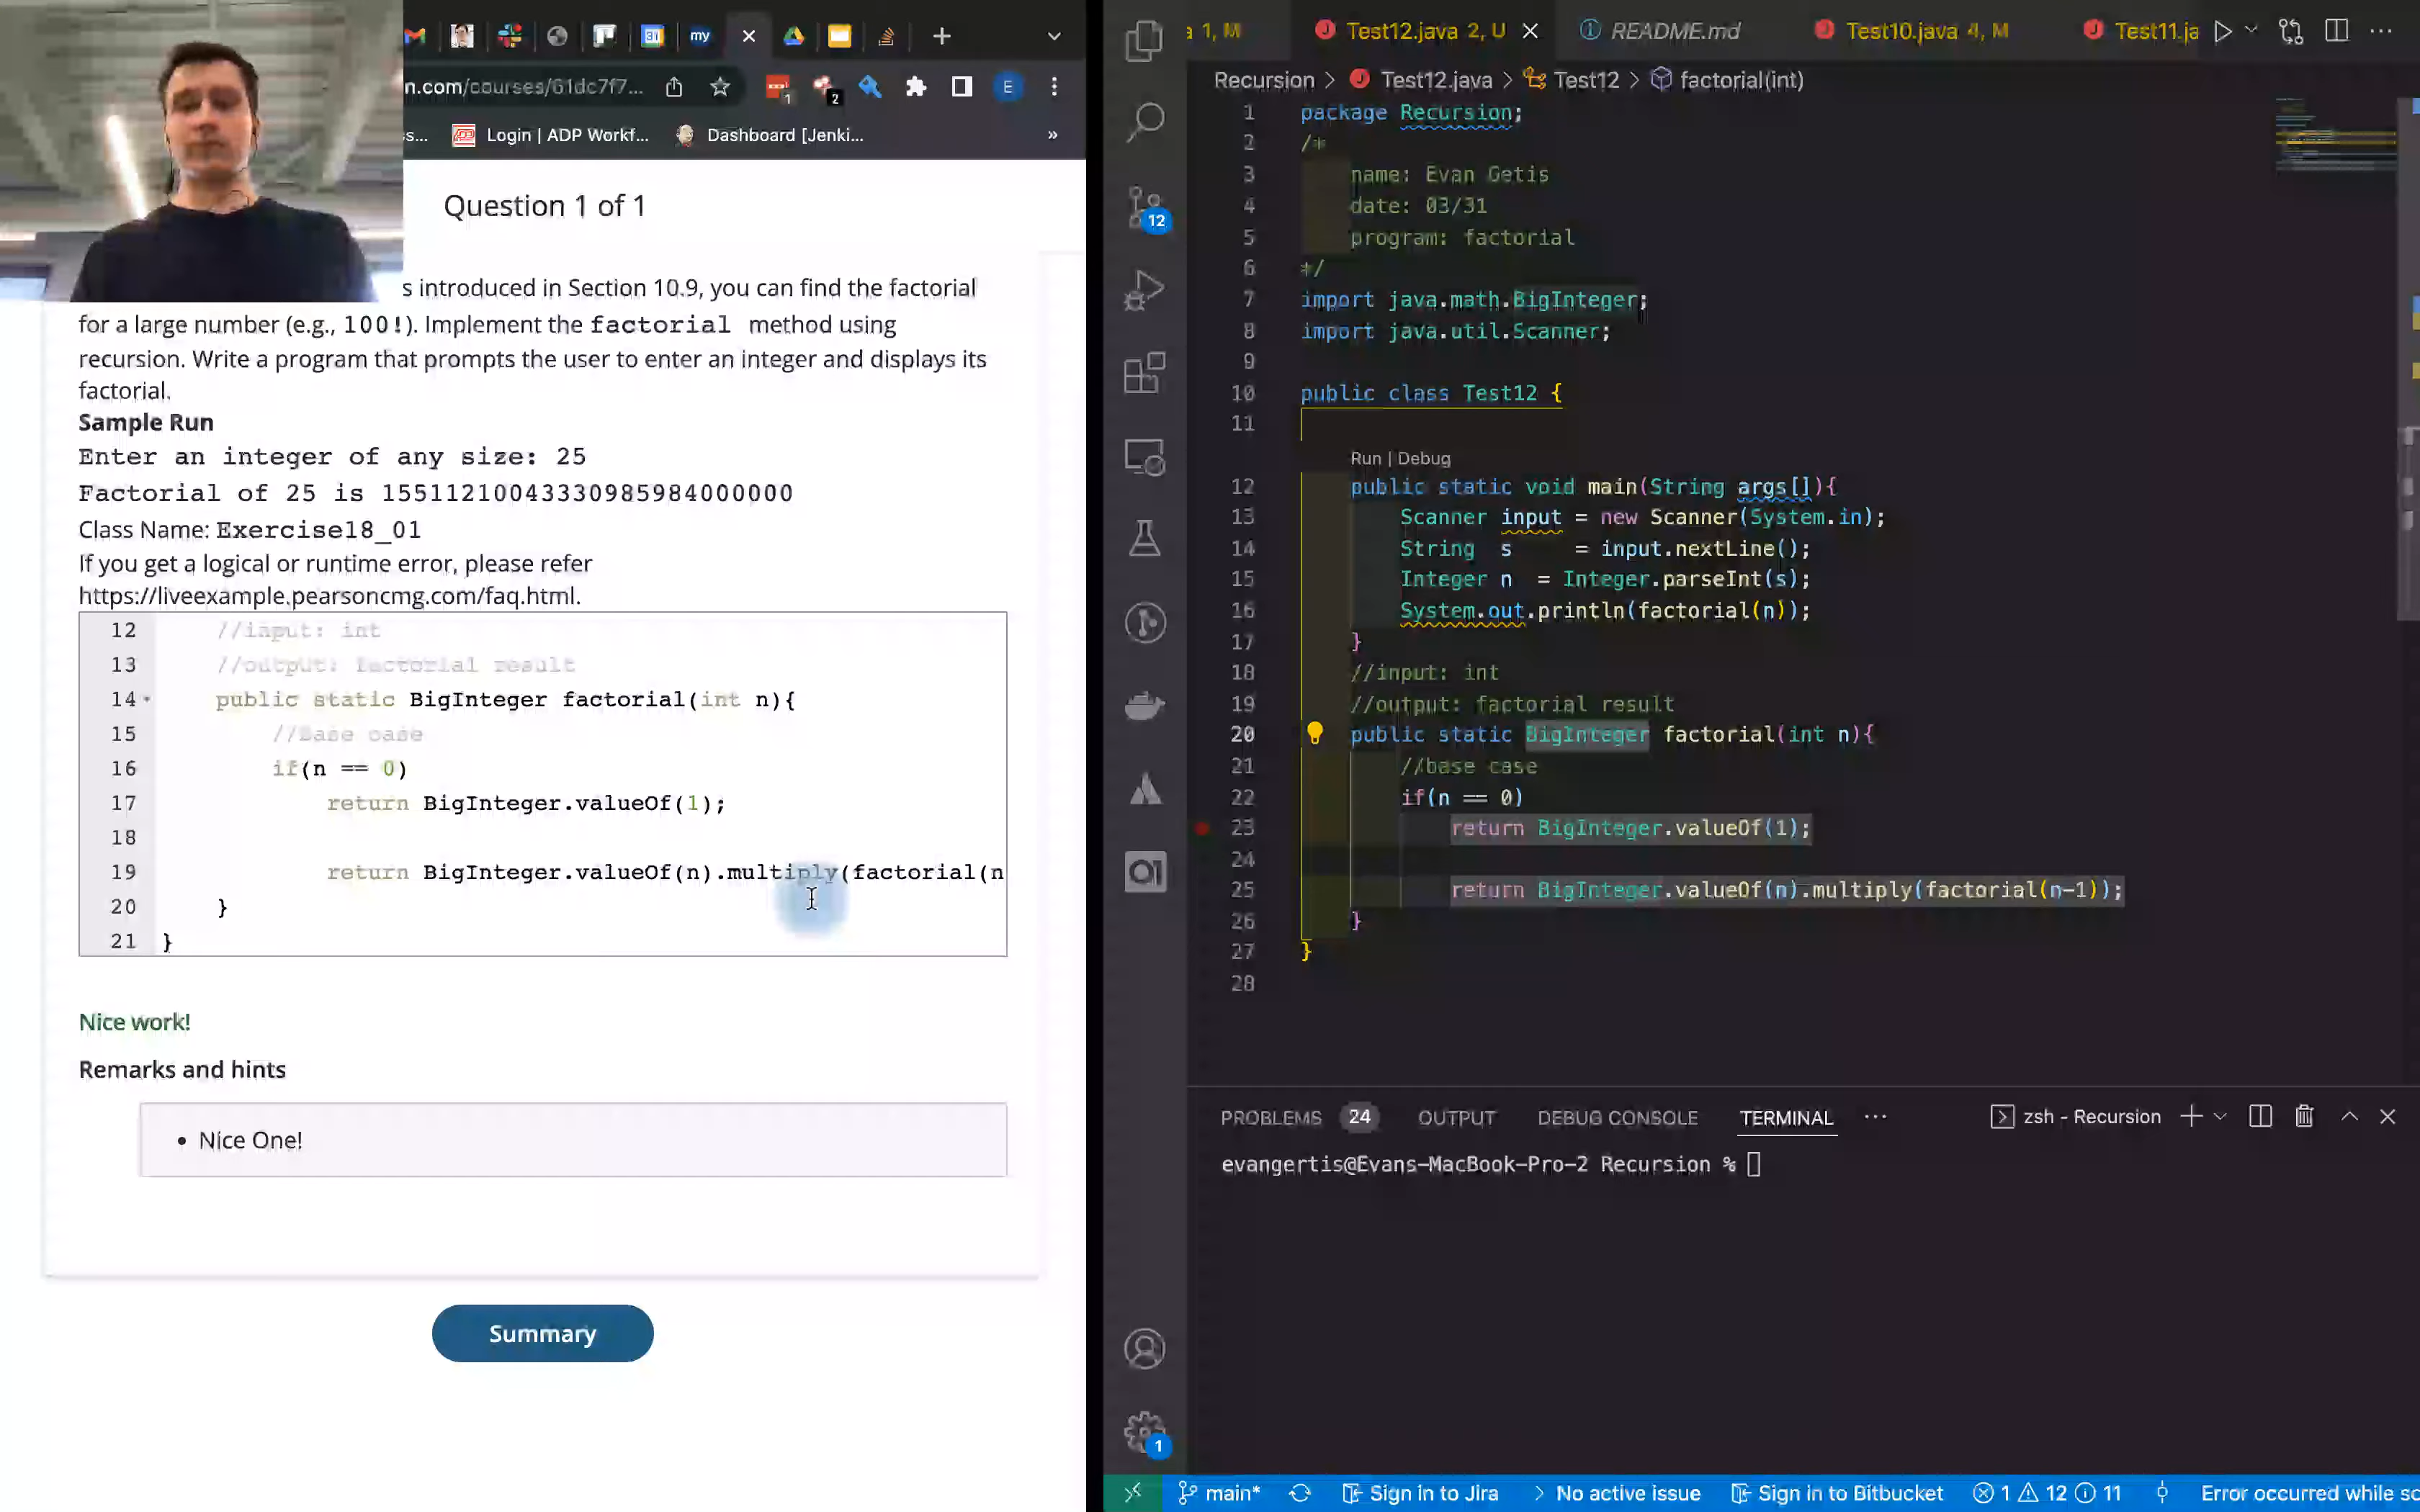 31
my
n.com/courses/61dc7f7...
1
2
E
s...
Login | ADP Workf...
Dashboard [Jenki...
»
Question 1 of 1
s introduced in Section 10.9, you can find the factorial
for a large number (e.g., 100!). Implement the factorial method using
recursion. Write a program that prompts the user to enter an integer and displays its
factorial.
Sample Run
Enter an integer of any size: 25
Factorial of 25 is 15511210043330985984000000
Class Name: Exercise18_01
If you get a logical or runtime error, please refer
https://liveexample.pearsoncmg.com/faq.html.
12 //input: int
13 //output: factorial result
14 public static BigInteger factorial(int n){
15 //Base case
16 if(n == 0)
17 return BigInteger.valueOf(1);
18
19 return BigInteger.valueOf(n).multiply(factorial(n
20 }
21 }
Nice work!
Remarks and hints
• Nice One!
Summary
a 1, M
Test12.java 2, U
README.md
Test10.java 4, M
Test11.ja
Recursion > Test12.java > Test12 > factorial(int)
1 package Recursion;
2 /*
3 name: Evan Getis
4 date: 03/31
5 program: factorial
6 */
7 import java.math.BigInteger;
8 import java.util.Scanner;
9
10 public class Test12 {
11
Run | Debug
12 public static void main(String args[]){
13 Scanner input = new Scanner(System.in);
14 String s = input.nextLine();
15 Integer n = Integer.parseInt(s);
16 System.out.println(factorial(n));
17 }
18 //input: int
19 //output: factorial result
20 public static BigInteger factorial(int n){
21 //base case
22 if(n == 0)
23 return BigInteger.valueOf(1);
24
25 return BigInteger.valueOf(n).multiply(factorial(n-1));
26 }
27 }
28
12
PROBLEMS 24 OUTPUT DEBUG CONSOLE TERMINAL ... zsh - Recursion
evangertis@Evans-MacBook-Pro-2 Recursion %
1
main* Sign in to Jira > No active issue Sign in to Bitbucket 1 12 11 Error occurred while sc